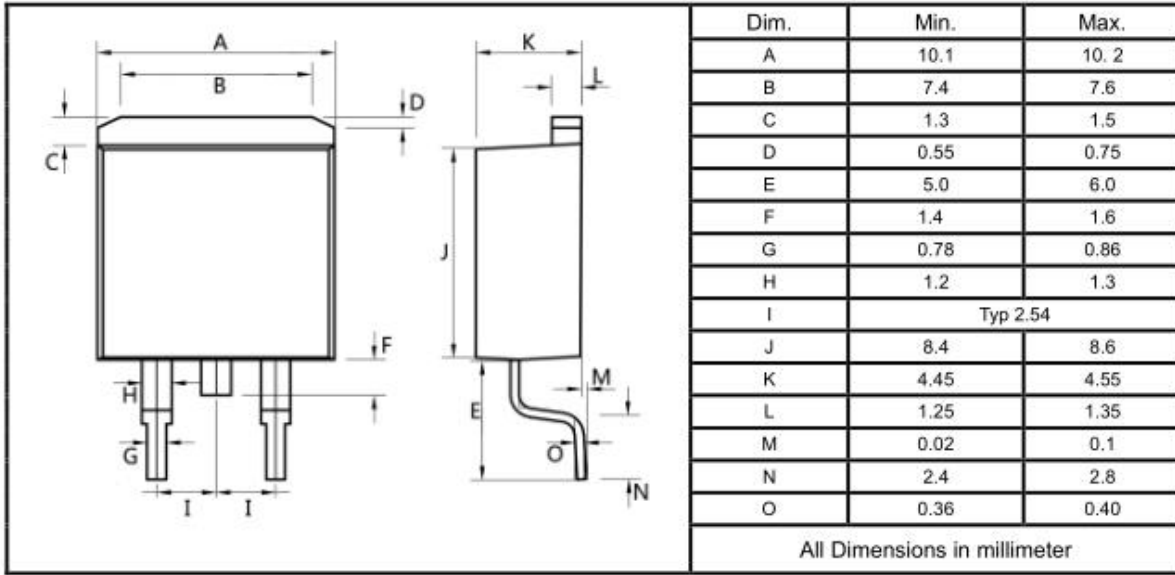 A
B
C
D
F
H
G
I I
K
L
J
E
M
O
N
Dim. Min. Max.
A 10.1 10. 2
B 7.4 7.6
C 1.3 1.5
D 0.55 0.75
E 5.0 6.0
F 1.4 1.6
G 0.78 0.86
H 1.2 1.3
I Typ 2.54
J 8.4 8.6
K 4.45 4.55
L 1.25 1.35
M 0.02 0.1
N 2.4 2.8
O 0.36 0.40
All Dimensions in millimeter